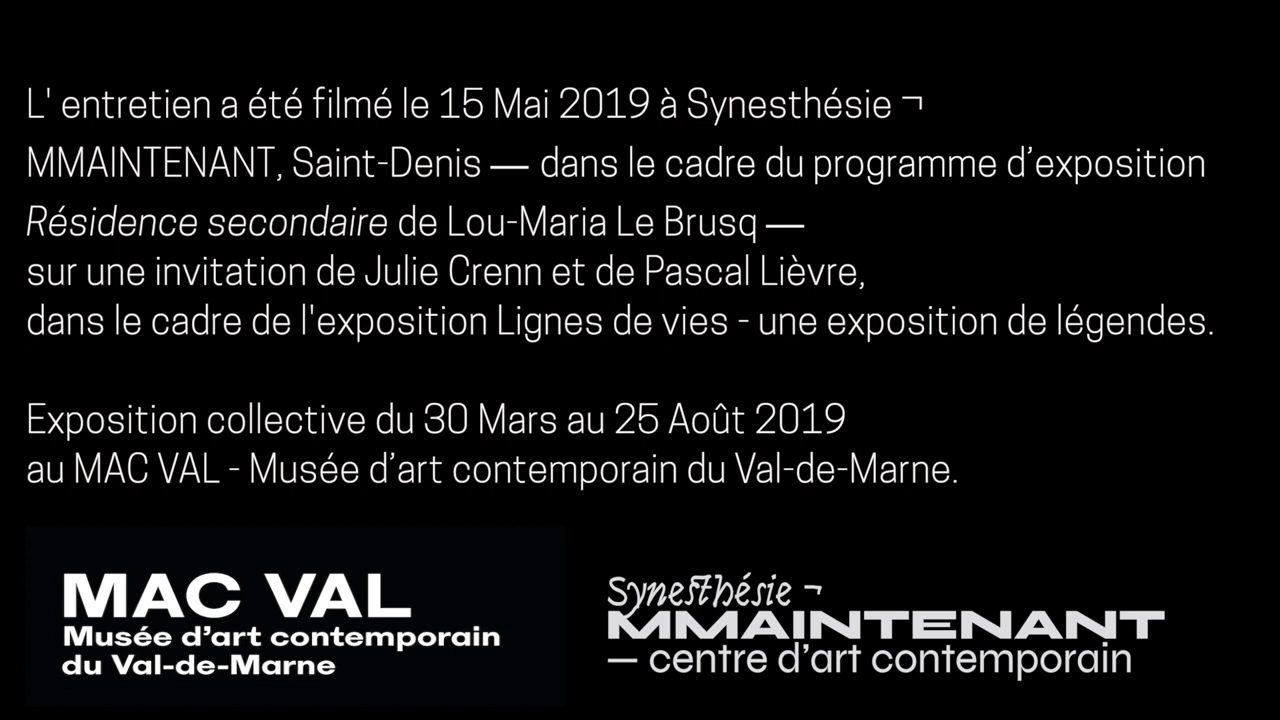 L' entretien a été filmé le 15 Mai 2019 à Synesthésie ¬
MMAINTENANT, Saint-Denis — dans le cadre du programme d’exposition
Résidence secondaire de Lou-Maria Le Brusq —
sur une invitation de Julie Crenn et de Pascal Lièvre,
dans le cadre de l'exposition Lignes de vies - une exposition de légendes.
Exposition collective du 30 Mars au 25 Août 2019
au MAC VAL - Musée d’art contemporain du Val-de-Marne.
MAC VAL
Musée d’art contemporain
du Val-de-Marne
Synesthésie ¬
MMAINTENANT
— centre d’art contemporain